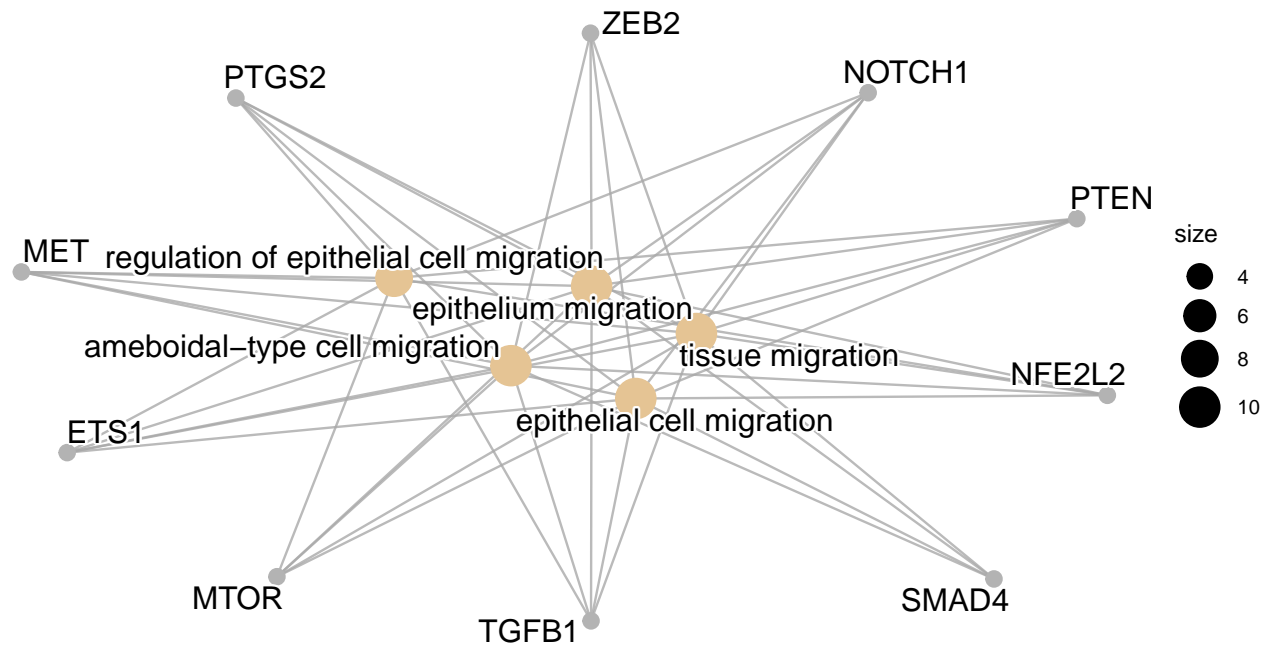 ZEB2
PTGS2
NOTCH1
PTEN
size
MET
regulation of epithelial cell migration
4
epithelium migration
6
ameboidal−type cell migration
tissue migration
8
NFE2L2
10
epithelial cell migration
ETS1
MTOR
SMAD4
TGFB1